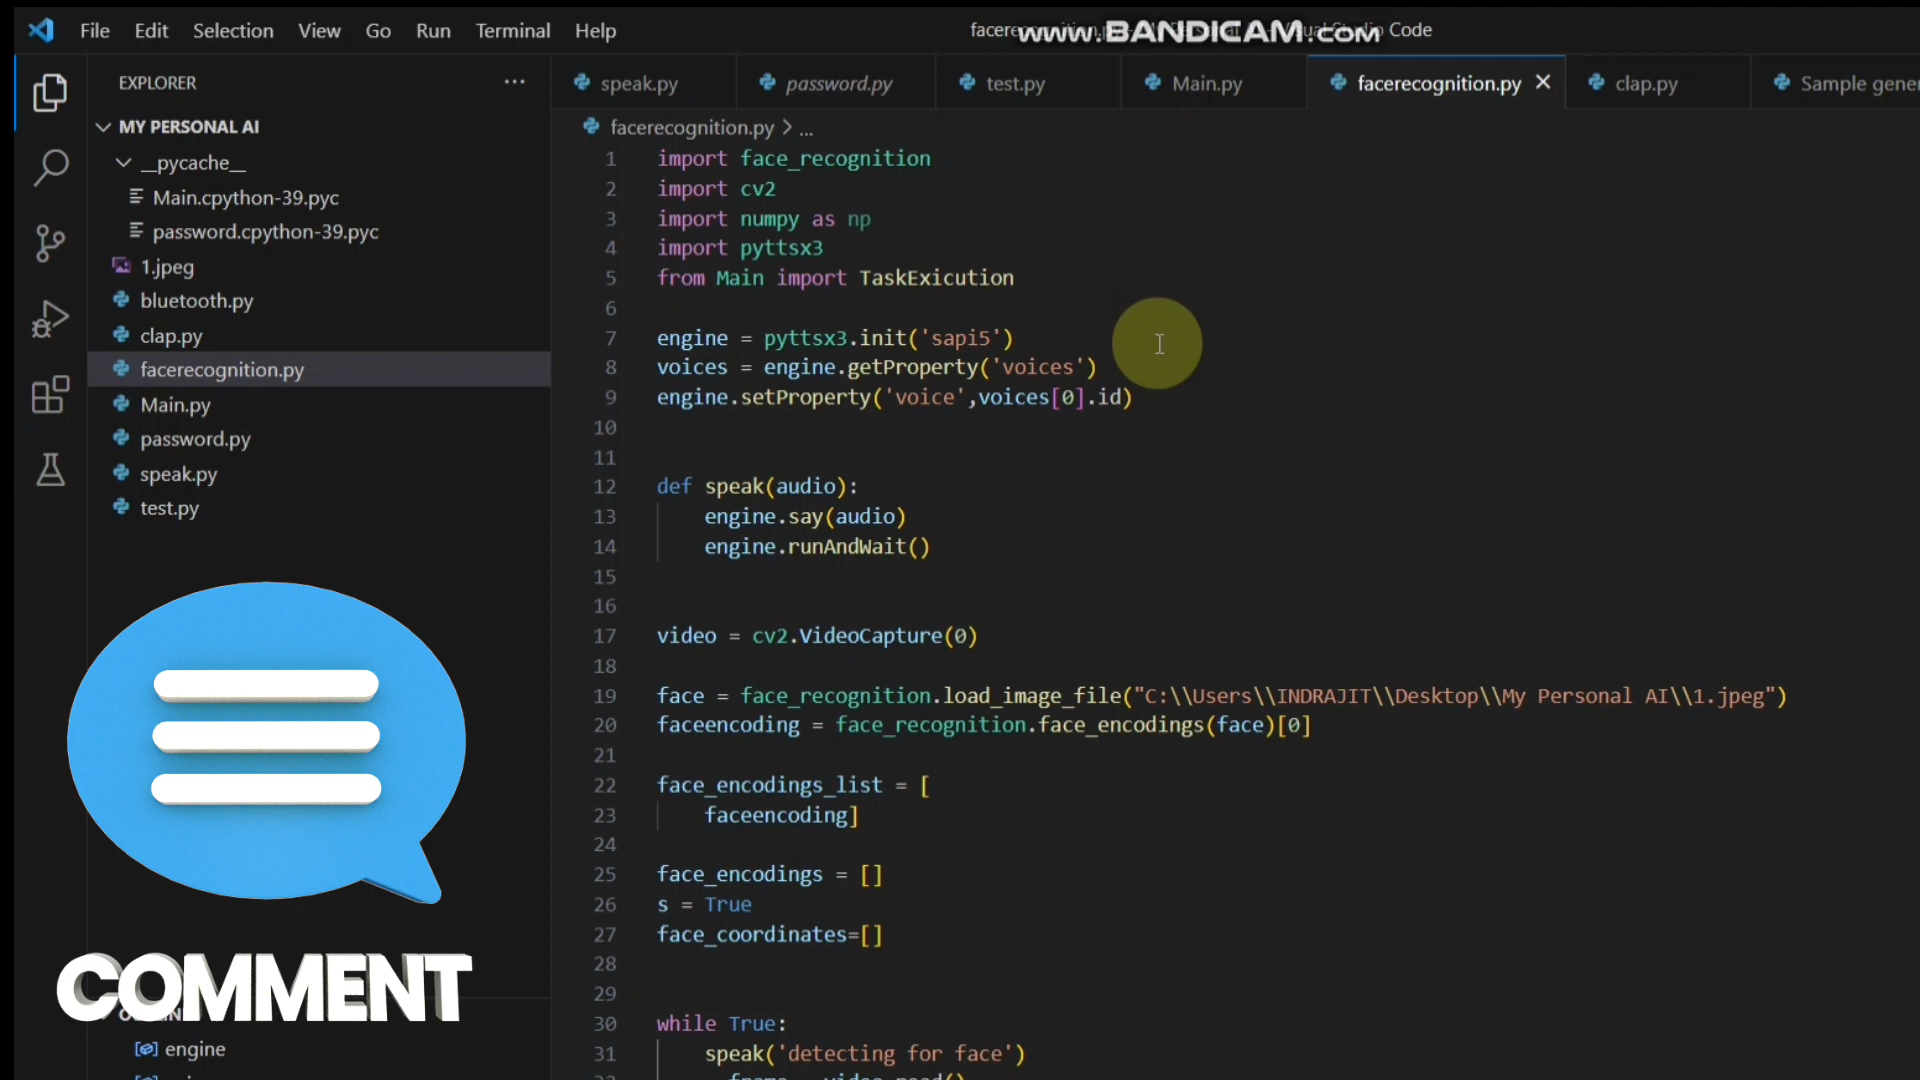 File Edit Selection View Go Run Terminal Help
www.BANDICAM.com
Code
EXPLORER
speak.py
password.py
test.py
Main.py
facerecognition.py
clap.py
MY PERSONAL AI
__pycache__
Main.cpython-39.pyc
password.cpython-39.pyc
1.jpeg
bluetooth.py
clap.py
facerecognition.py
Main.py
password.py
speak.py
test.py
COMMENT
engine
facerecognition.py > ...
1 import face_recognition
2 import cv2
3 import numpy as np
4 import pyttsx3
5 from Main import TaskExicution
6
7 engine = pyttsx3.init('sapi5')
8 voices = engine.getProperty('voices')
9 engine.setProperty('voice',voices[0].id)
10
11
12 def speak(audio):
13 engine.say(audio)
14 engine.runAndWait()
15
16
17 video = cv2.VideoCapture(0)
18
19 face = face_recognition.load_image_file("C:\\Users\\INDRAJIT\\Desktop\\My Personal AI\\1.jpeg")
20 faceencoding = face_recognition.face_encodings(face)[0]
21
22 face_encodings_list = [
23 faceencoding]
24
25 face_encodings = []
26 s = True
27 face_coordinates=[]
28
29
30 while True:
31 speak('detecting for face')